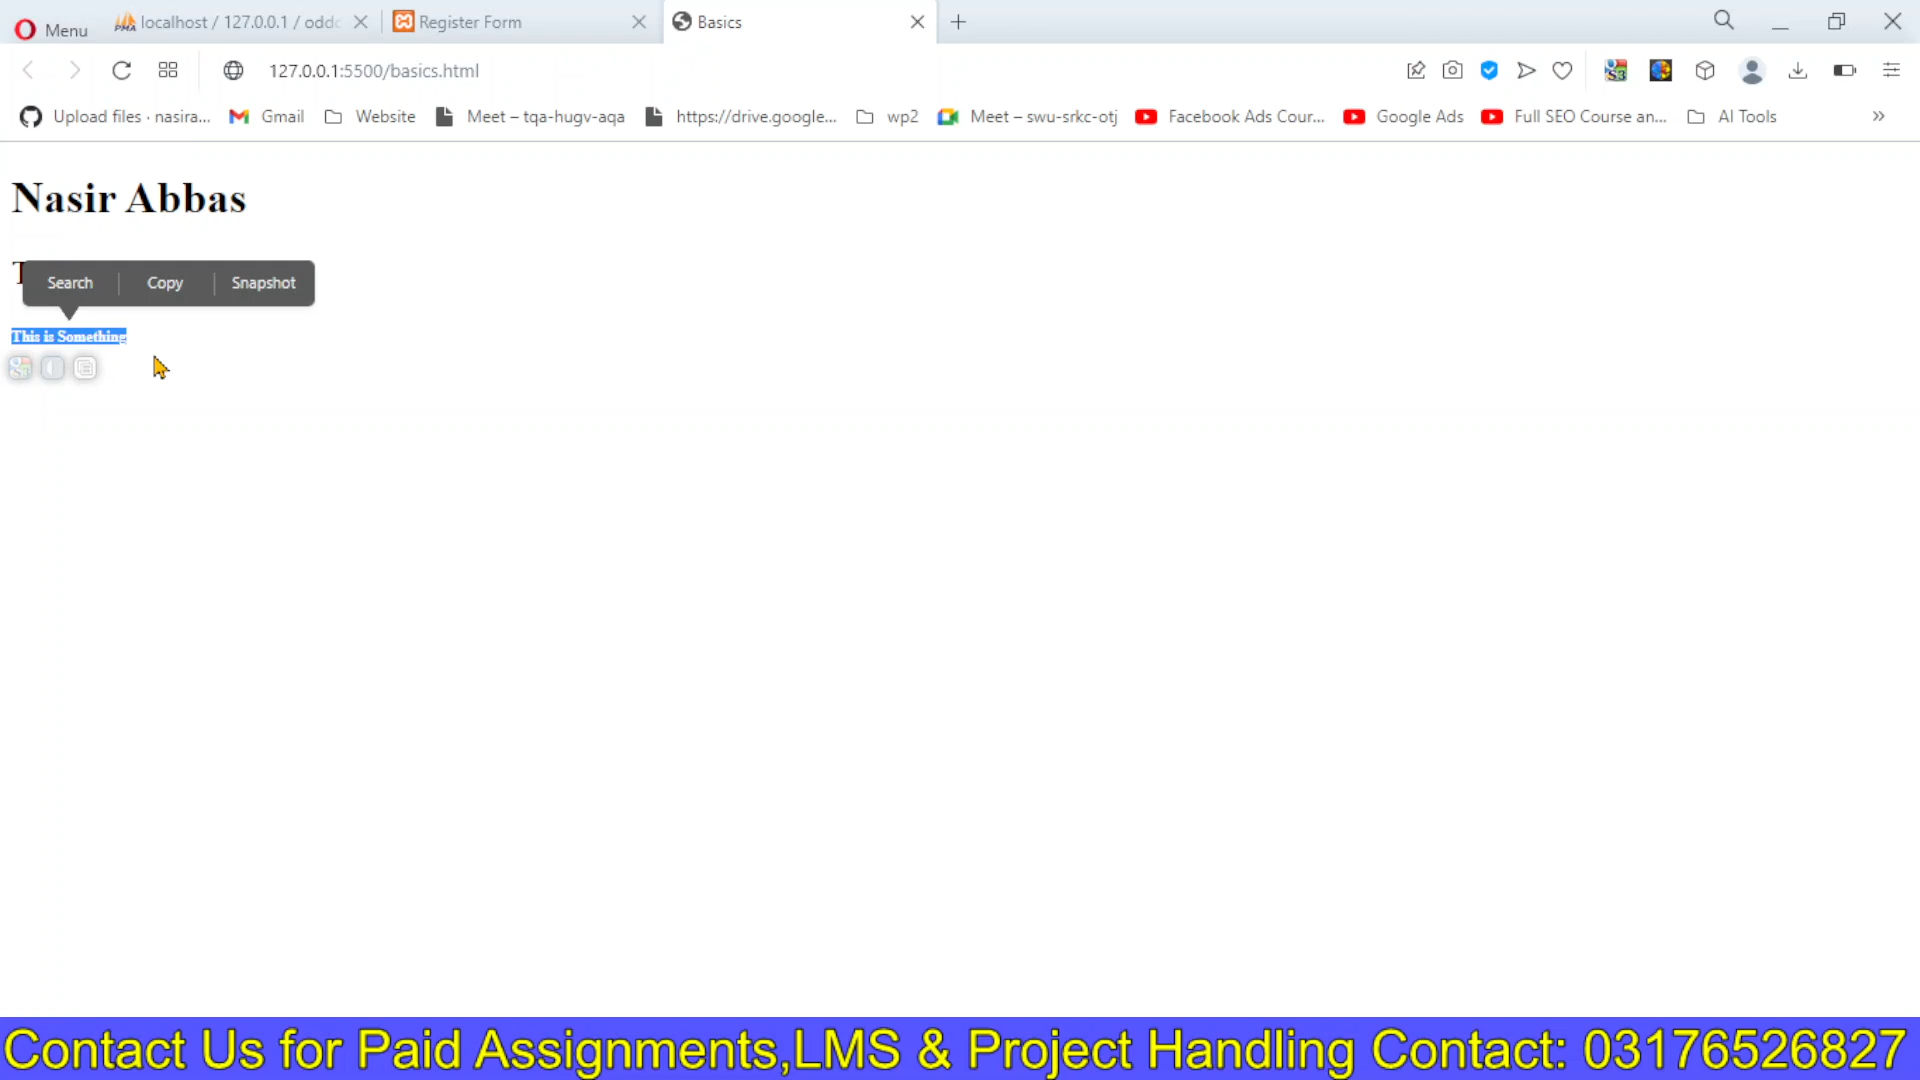 Menu
localhost / 127.0.0.1 / oddc
Register Form
Basics
127.0.0.1:5500/basics.html
Upload files · nasira...
Gmail
Website
Meet – tqa-hugv-aqa
https://drive.google...
wp2
Meet – swu-srkc-otj
Facebook Ads Cour...
Google Ads
Full SEO Course an...
AI Tools
Nasir Abbas
Search
Copy
Snapshot
This is Something
Contact Us for Paid Assignments,LMS & Project Handling Contact: 03176526827